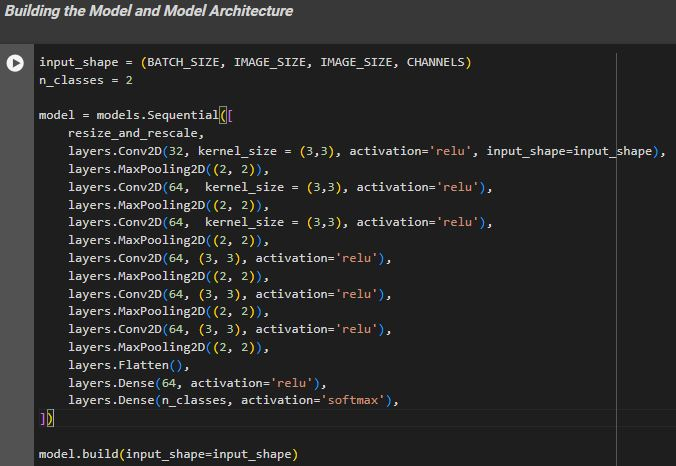 Building the Model and Model Architecture
input_shape = (BATCH_SIZE, IMAGE_SIZE, IMAGE_SIZE, CHANNELS)
n_classes = 2
model = models.Sequential([
    resize_and_rescale,
    layers.Conv2D(32, kernel_size = (3,3), activation='relu', input_shape=input_shape),
    layers.MaxPooling2D((2, 2)),
    layers.Conv2D(64,  kernel_size = (3,3), activation='relu'),
    layers.MaxPooling2D((2, 2)),
    layers.Conv2D(64,  kernel_size = (3,3), activation='relu'),
    layers.MaxPooling2D((2, 2)),
    layers.Conv2D(64, (3, 3), activation='relu'),
    layers.MaxPooling2D((2, 2)),
    layers.Conv2D(64, (3, 3), activation='relu'),
    layers.MaxPooling2D((2, 2)),
    layers.Conv2D(64, (3, 3), activation='relu'),
    layers.MaxPooling2D((2, 2)),
    layers.Flatten(),
    layers.Dense(64, activation='relu'),
    layers.Dense(n_classes, activation='softmax'),
])
model.build(input_shape=input_shape)